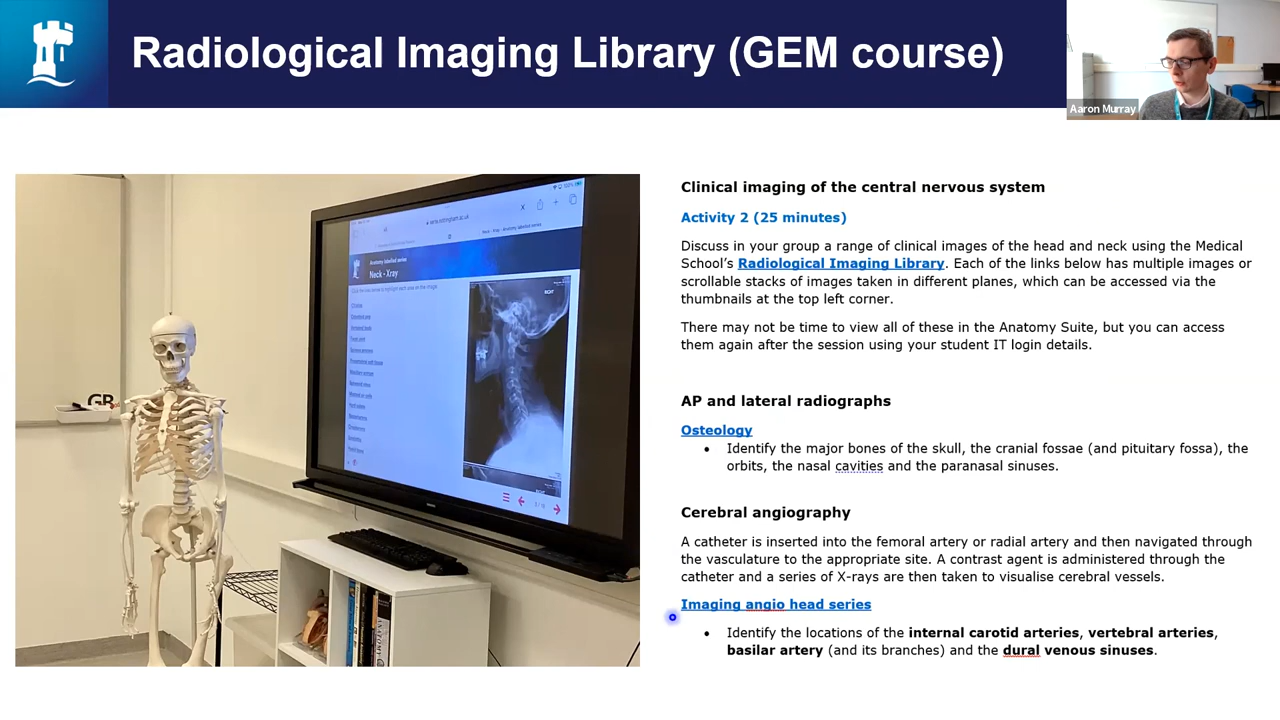 Radiological Imaging Library (GEM course)
Aaron Murray
Anatomy labelled series
Neck - Xray
RIGHT
GR
Clinical imaging of the central nervous system
Activity 2 (25 minutes)
Discuss in your group a range of clinical images of the head and neck using the Medical
School’s Radiological Imaging Library. Each of the links below has multiple images or
scrollable stacks of images taken in different planes, which can be accessed via the
thumbnails at the top left corner.
There may not be time to view all of these in the Anatomy Suite, but you can access
them again after the session using your student IT login details.
AP and lateral radiographs
Osteology
• Identify the major bones of the skull, the cranial fossae (and pituitary fossa), the
orbits, the nasal cavities and the paranasal sinuses.
Cerebral angiography
A catheter is inserted into the femoral artery or radial artery and then navigated through
the vasculature to the appropriate site. A contrast agent is administered through the
catheter and a series of X-rays are then taken to visualise cerebral vessels.
Imaging angio head series
• Identify the locations of the internal carotid arteries, vertebral arteries,
basilar artery (and its branches) and the dural venous sinuses.